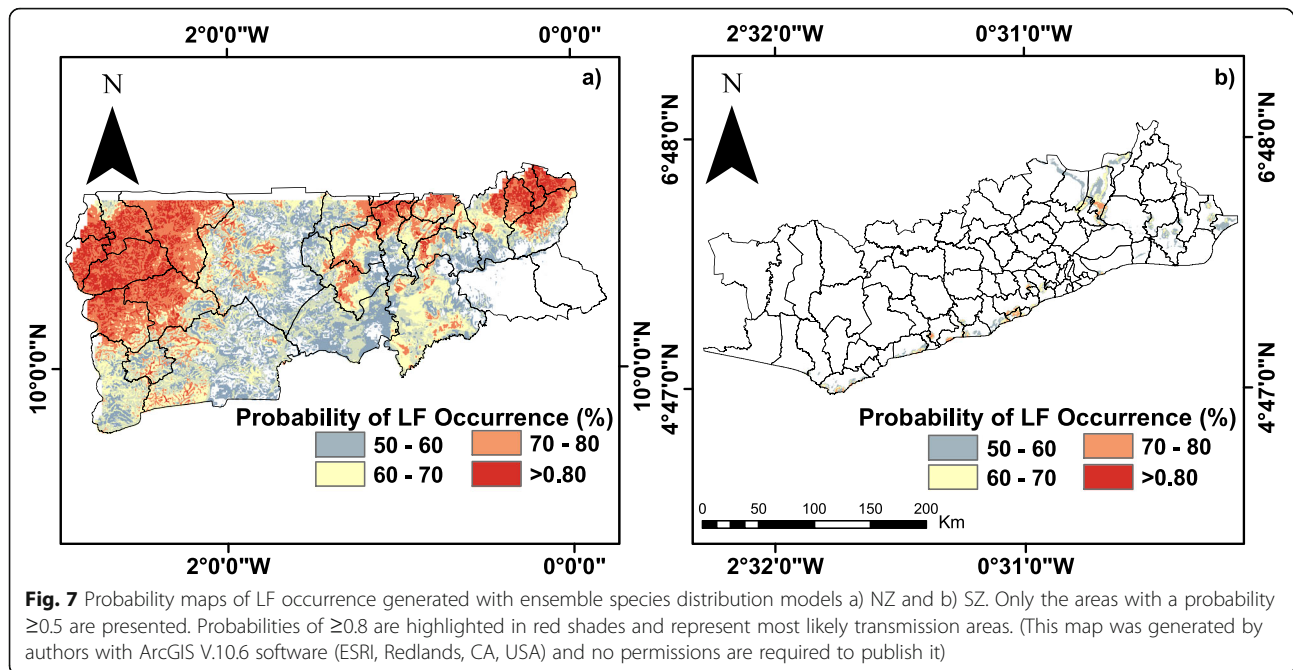 2°0'0"W
0°0'0"
2°32'0"W
0°31'0"W
a)
b)
N
N
6°48'0"N
6°48'0"N
10°0'0"N
10°0'0"N
4°47'0"N
4°47'0"N
Probability of LF Occurrence (%)
50 - 60
70 - 80
60 - 70
>0.80
Probability of LF Occurrence (%)
50 - 60
70 - 80
60 - 70
>0.80
0 50 100 150 200
Km
2°0'0"W
0°0'0"W
2°32'0"W
0°31'0"W
Fig. 7 Probability maps of LF occurrence generated with ensemble species distribution models a) NZ and b) SZ. Only the areas with a probability
≥0.5 are presented. Probabilities of ≥0.8 are highlighted in red shades and represent most likely transmission areas. (This map was generated by
authors with ArcGIS V.10.6 software (ESRI, Redlands, CA, USA) and no permissions are required to publish it)